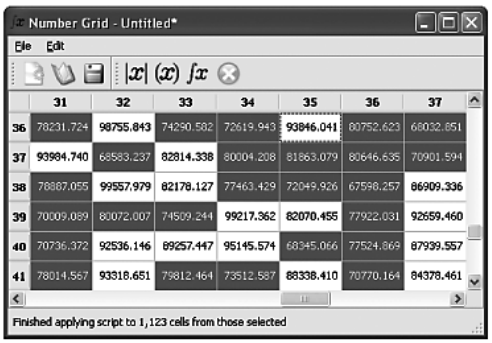 Number Grid - Untitled*
File Edit
|x| (x) ∫x
31 32 33 34 35 36 37
36 78231.724 98755.843 74290.582 72619.943 93846.041 80752.623 68032.851
37 93984.740 68583.237 82814.338 80004.208 81863.079 80646.635 70901.594
38 78887.055 99557.979 82178.127 77463.429 72049.926 67598.257 86909.336
39 70009.089 80072.007 74509.244 99217.362 82070.455 77922.031 92659.460
40 70736.372 92536.146 89257.447 95145.574 68345.066 77524.869 87939.557
41 78014.567 93318.651 79812.464 73512.587 88338.410 70770.164 84378.461
Finished applying script to 1,123 cells from those selected